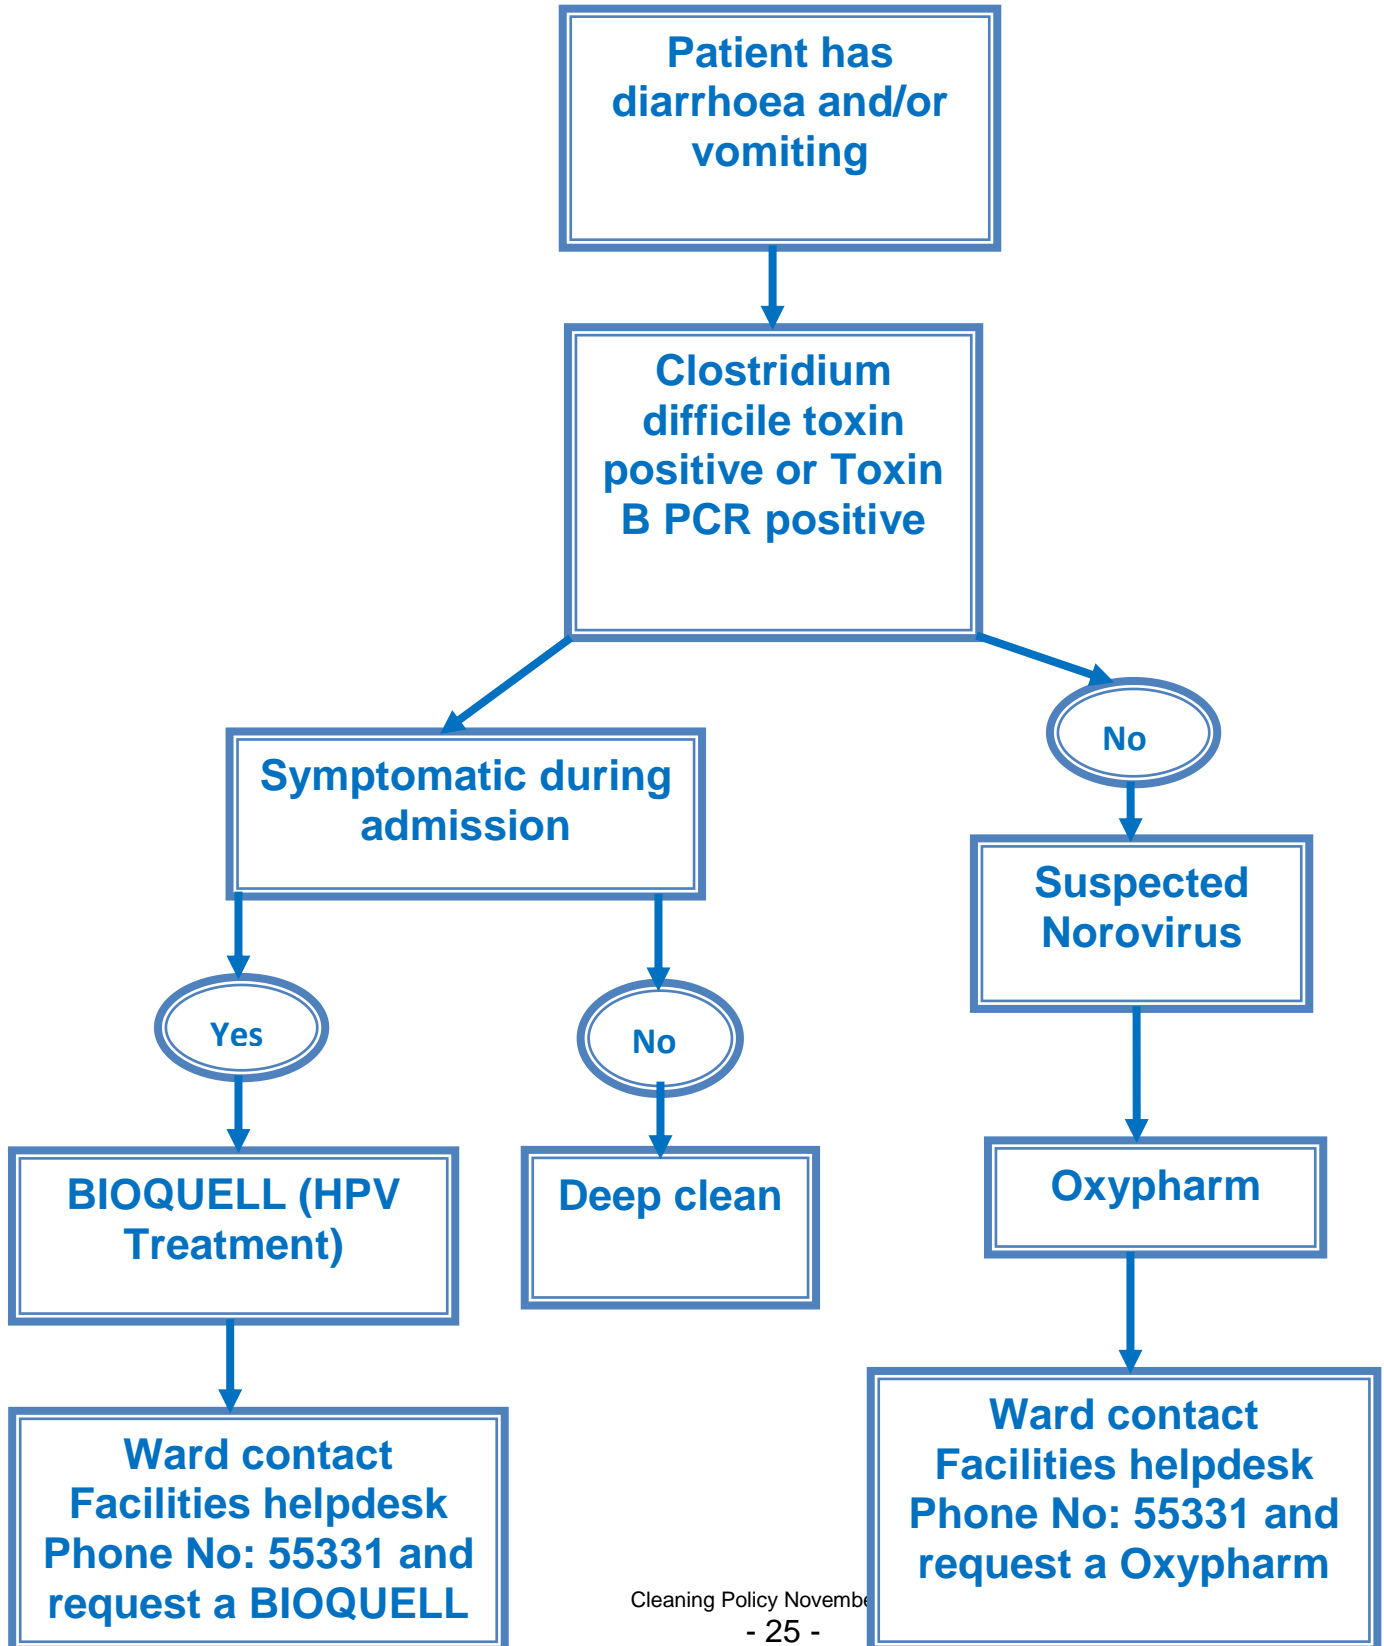 Patient has
diarrhoea and/or
vomiting
Clostridium
difficile toxin
positive or Toxin
B PCR positive
Symptomatic during
admission
No
Suspected
Norovirus
Yes
No
BIOQUELL (HPV
Treatment)
Deep clean
Oxypharm
Ward contact
Facilities helpdesk
Phone No: 55331 and
request a BIOQUELL
Ward contact
Facilities helpdesk
Phone No: 55331 and
request a Oxypharm
Cleaning Policy Novembe
- 25 -